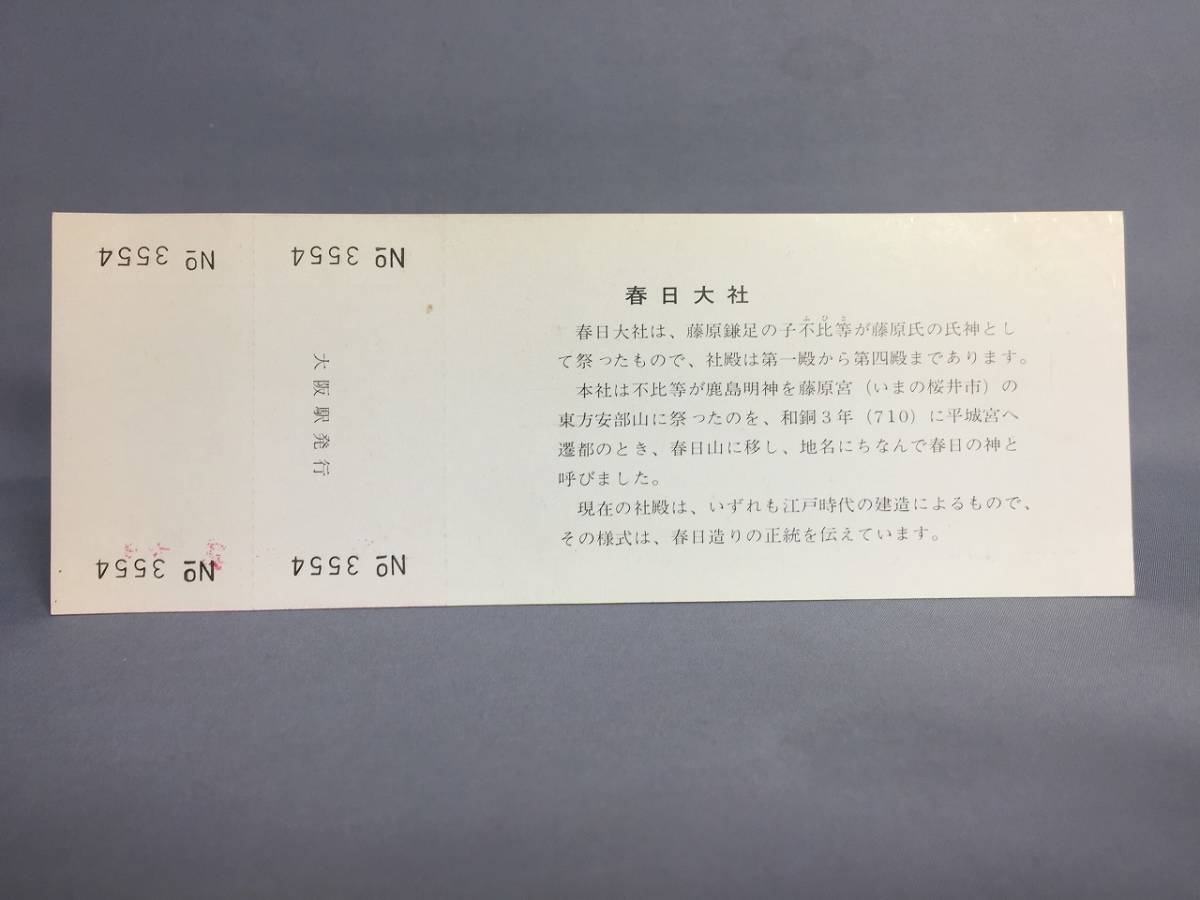 春日大社
春日大社は、藤原鎌足の子不比等が藤原氏の氏神とし
ふひと
て祭ったもので、社殿は第一殿から第四殿まであります。
本社は不比等が鹿島明神を藤原宮（いまの桜井市）の
東方安部山に祭ったのを、和銅3年（710）に平城宮へ
遷都のとき、春日山に移し、地名にちなんで春日の神と
呼びました。
現在の社殿は、いずれも江戸時代の建造によるもので、
その様式は、春日造りの正統を伝えています。
大阪駅発行
№ 3554
№ 3554
№ 3554
№ 3554